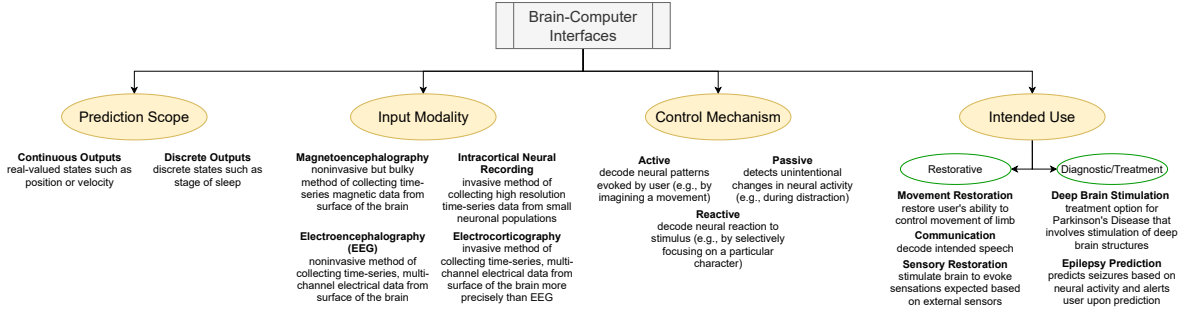 Brain-Computer
Interfaces
Prediction Scope
Input Modality
Control Mechanism
Intended Use
Continuous Outputs
real-valued states such as
position or velocity
Discrete Outputs
discrete states such as
stage of sleep
Magnetoencephalography
noninvasive but bulky
method of collecting time-
series magnetic data from
surface of the brain
Intracortical Neural
Recording
invasive method of
collecting high resolution
time-series data from small
neuronal populations
Electroencephalography
(EEG)
noninvasive method of
collecting time-series, multi-
channel electrical data from
surface of the brain
Electrocorticography
invasive method of
collecting time-series, multi-
channel electrical data from
surface of the brain more
precisely than EEG
Active
decode neural patterns
evoked by user (e.g., by
imagining a movement)
Passive
detects unintentional
changes in neural activity
(e.g., during distraction)
Reactive
decode neural reaction to
stimulus (e.g., by selectively
focusing on a particular
character)
Restorative
Diagnostic/Treatment
Movement Restoration
restore user's ability to
control movement of limb
Communication
decode intended speech
Sensory Restoration
stimulate brain to evoke
sensations expected based
on external sensors
Deep Brain Stimulation
treatment option for
Parkinson's Disease that
involves stimulation of deep
brain structures
Epilepsy Prediction
predicts seizures based on
neural activity and alerts
user upon prediction